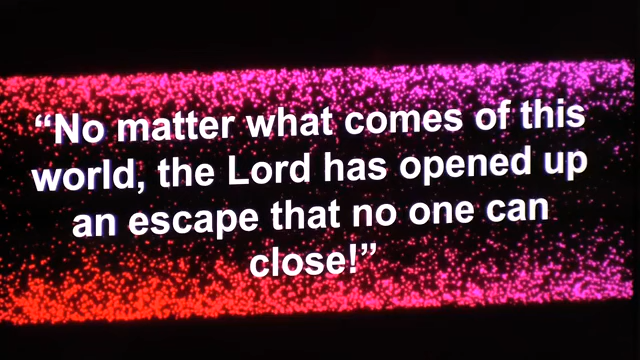 “No matter what comes of this
world, the Lord has opened up
an escape that no one can
close!”